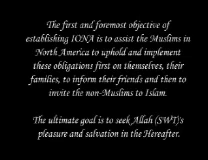 The first and foremost objective of
establishing IONA is to assist the Muslims in
North America to uphold and implement
these obligations first on themselves, their
families, to inform their friends and then to
invite the non-Muslims to Islam.
The ultimate goal is to seek Allah (SWT)'s
pleasure and salvation in the Hereafter.